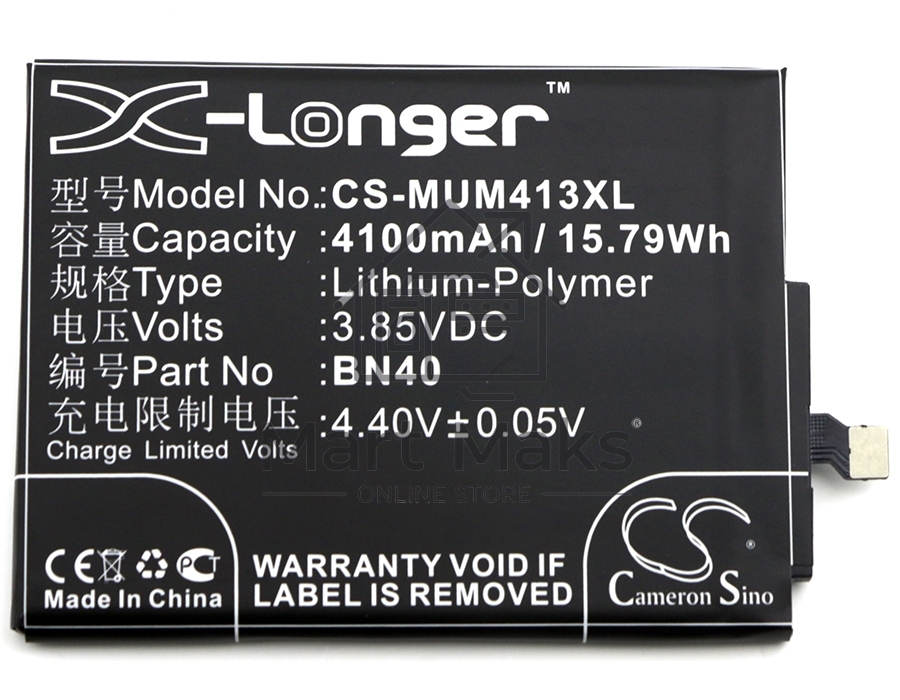 X-Longer™
型号Model No.:CS-MUM413XL
容量Capacity :4100mAh / 15.79Wh
规格Type :Lithium-Polymer
电压Volts :3.85VDC
编号Part No :BN40
充电限制电压 :4.40V±0.05V
Charge Limited Volts
Mart Maks®
ONLINE STORE
CE PCT
Made In China
WARRANTY VOID IF
LABEL IS REMOVED
CS®
Cameron Sino